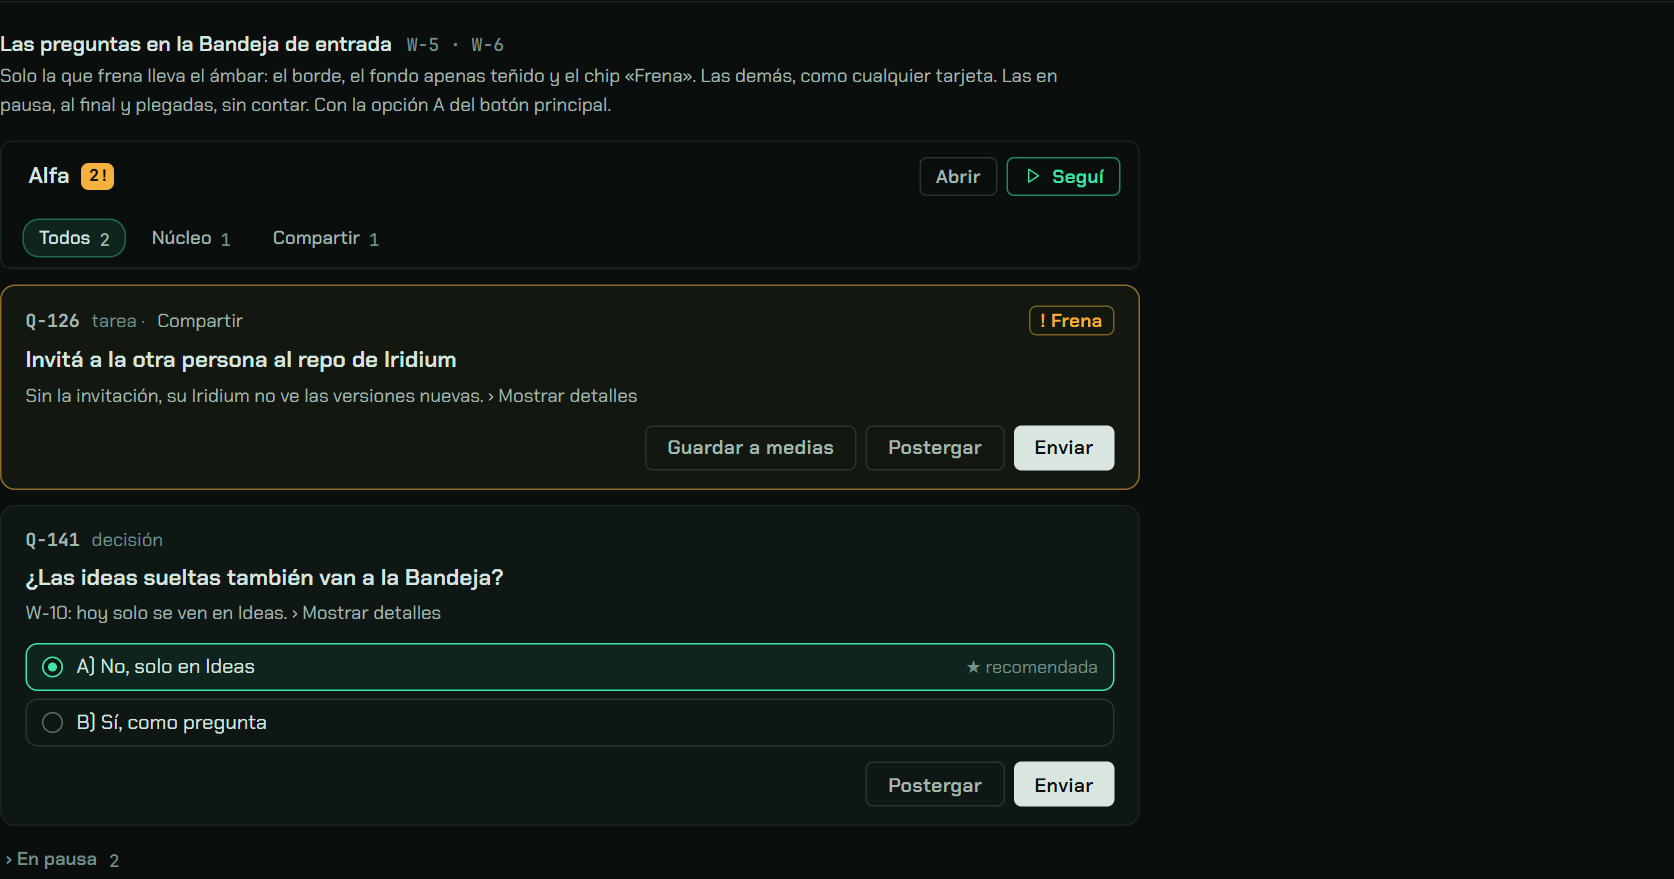 Las preguntas en la Bandeja de entrada W-5 · W-6
Solo la que frena lleva el ámbar: el borde, el fondo apenas teñido y el chip «Frena». Las demás, como cualquier tarjeta. Las en
pausa, al final y plegadas, sin contar. Con la opción A del botón principal.
Alfa 2! Abrir ▷ Seguí
Todos 2 Núcleo 1 Compartir 1
Q-126 tarea · Compartir ! Frena
Invitá a la otra persona al repo de Iridium
Sin la invitación, su Iridium no ve las versiones nuevas. › Mostrar detalles
Guardar a medias Postergar Enviar
Q-141 decisión
¿Las ideas sueltas también van a la Bandeja?
W-10: hoy solo se ven en Ideas. › Mostrar detalles
A) No, solo en Ideas ★ recomendada
B) Sí, como pregunta
Postergar Enviar
› En pausa 2